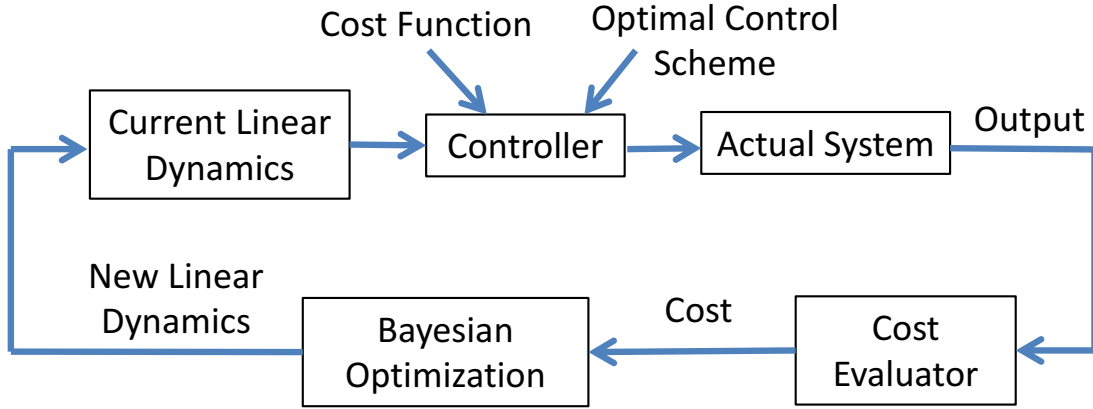 Cost Function
Optimal Control
Scheme
Current Linear
Dynamics
Controller
Actual System
Output
New Linear
Dynamics
Bayesian
Optimization
Cost
Cost
Evaluator